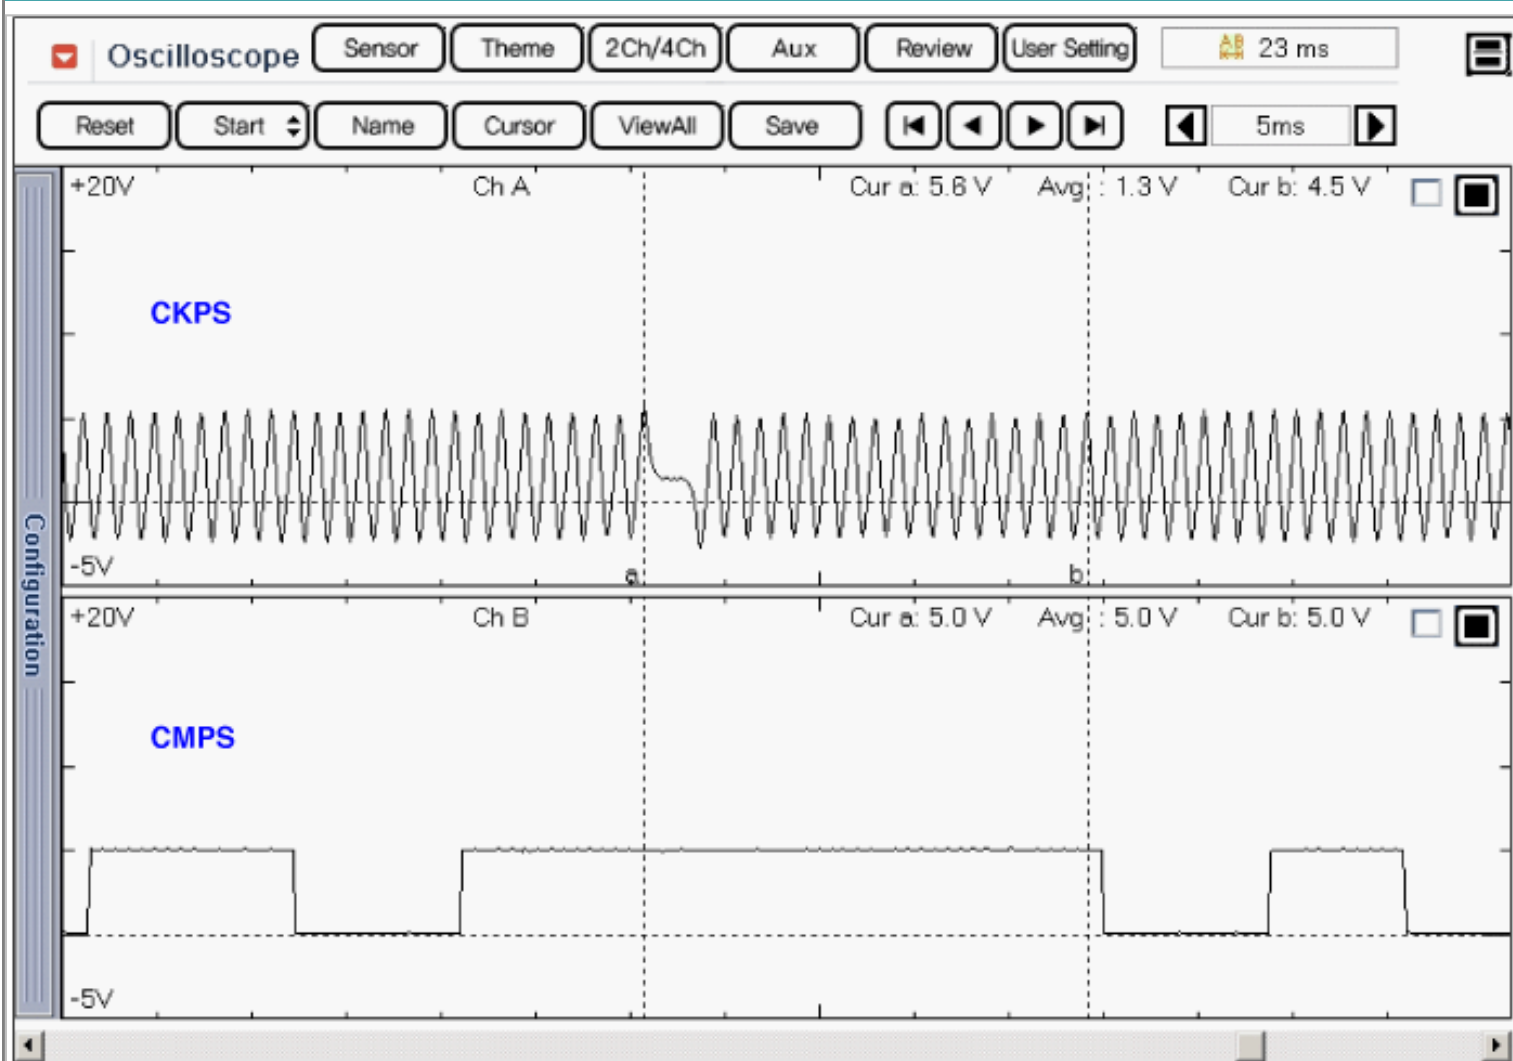 Oscilloscope Sensor Theme 2Ch/4Ch Aux Review User Setting AB 23 ms
Reset Start Name Cursor ViewAll Save 5ms
+20V Ch A Cur a: 5.6 V Avg : 1.3 V Cur b: 4.5 V
CKPS
-5V a b
+20V Ch B Cur a: 5.0 V Avg : 5.0 V Cur b: 5.0 V
CMPS
-5V
Configuration